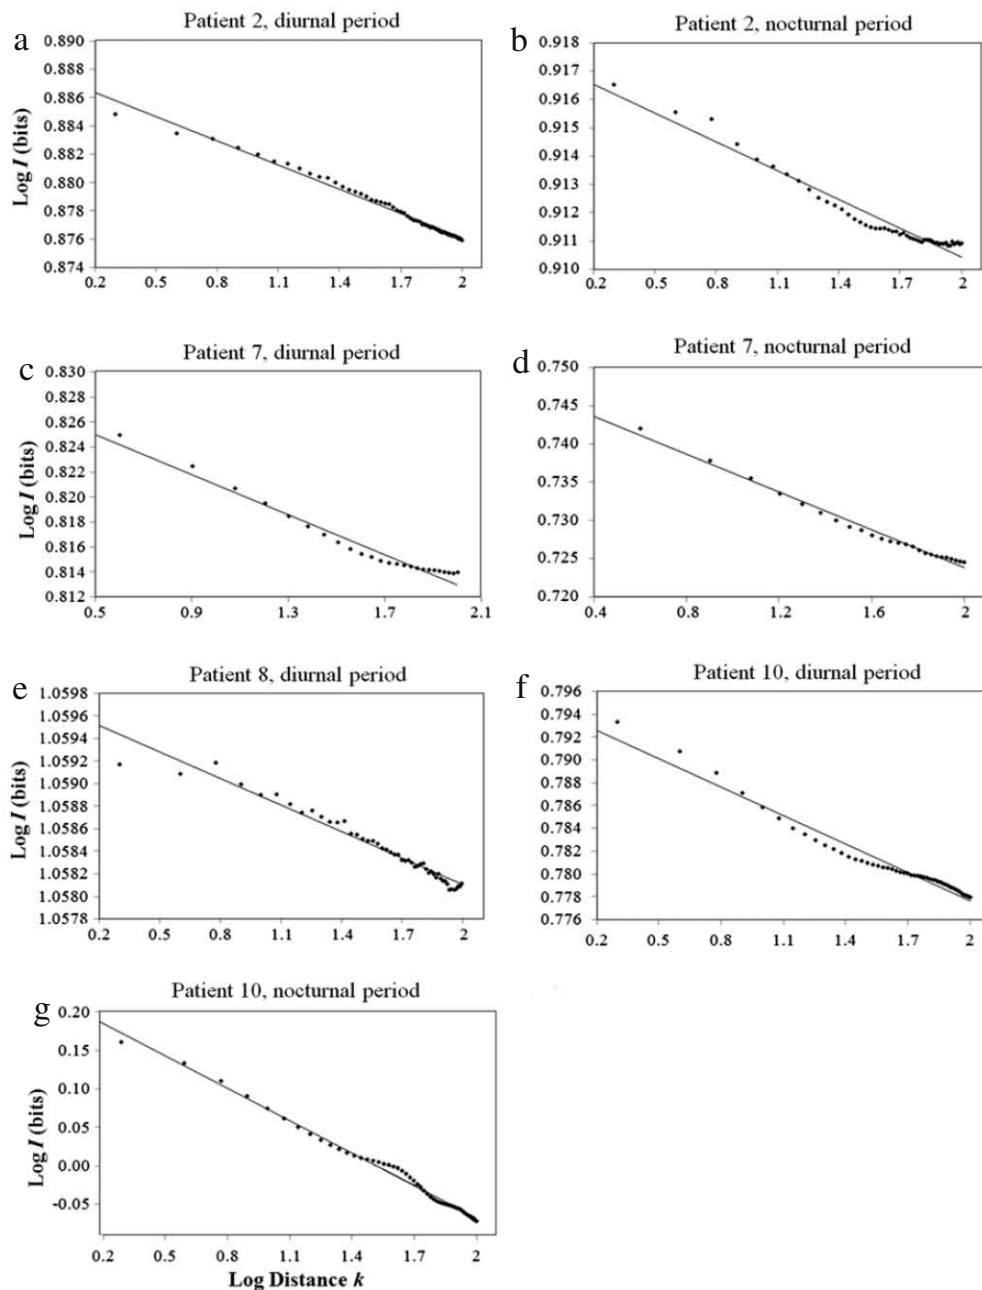 a
Patient 2, diurnal period
0.890
0.888
0.886
0.884
0.882
0.880
0.878
0.876
0.874
Log I (bits)
0.2 0.5 0.8 1.1 1.4 1.7 2
b
Patient 2, nocturnal period
0.918
0.917
0.916
0.915
0.914
0.913
0.912
0.911
0.910
0.2 0.5 0.8 1.1 1.4 1.7 2
c
Patient 7, diurnal period
0.830
0.826
0.824
0.822
0.820
0.818
0.816
0.814
0.812
Log I (bits)
0.5 0.9 1.3 1.7 2.1
d
Patient 7, nocturnal period
0.750
0.745
0.740
0.735
0.730
0.725
0.720
0.4 0.8 1.2 1.6 2
e
Patient 8, diurnal period
1.0598
1.0596
1.0594
1.0592
1.0590
1.0588
1.0586
1.0584
1.0582
1.0580
1.0578
Log I (bits)
0.2 0.5 0.8 1.1 1.4 1.7 2
f
Patient 10, diurnal period
0.796
0.794
0.792
0.790
0.788
0.786
0.784
0.782
0.780
0.778
0.776
0.2 0.5 0.8 1.1 1.4 1.7 2
g
Patient 10, nocturnal period
0.20
0.15
0.10
0.05
0.00
-0.05
Log I (bits)
0.2 0.5 0.8 1.1 1.4 1.7 2
Log Distance k